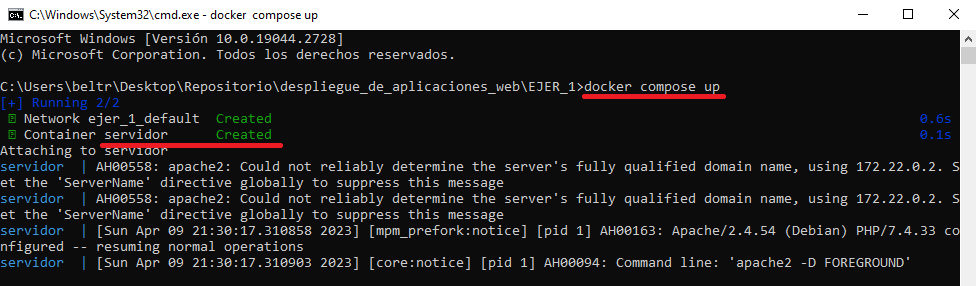 C:\Windows\System32\cmd.exe - docker  compose up
Microsoft Windows [Versión 10.0.19044.2728]
(c) Microsoft Corporation. Todos los derechos reservados.
C:\Users\beltr\Desktop\Repositorio\despliegue_de_aplicaciones_web\EJER_1>docker compose up
[+] Running 2/2
Network ejer_1_default  Created 0.6s
Container servidor      Created 0.1s
Attaching to servidor
servidor  | AH00558: apache2: Could not reliably determine the server's fully qualified domain name, using 172.22.0.2. S
et the 'ServerName' directive globally to suppress this message
servidor  | AH00558: apache2: Could not reliably determine the server's fully qualified domain name, using 172.22.0.2. S
et the 'ServerName' directive globally to suppress this message
servidor  | [Sun Apr 09 21:30:17.310858 2023] [mpm_prefork:notice] [pid 1] AH00163: Apache/2.4.54 (Debian) PHP/7.4.33 co
nfigured -- resuming normal operations
servidor  | [Sun Apr 09 21:30:17.310903 2023] [core:notice] [pid 1] AH00094: Command line: 'apache2 -D FOREGROUND'